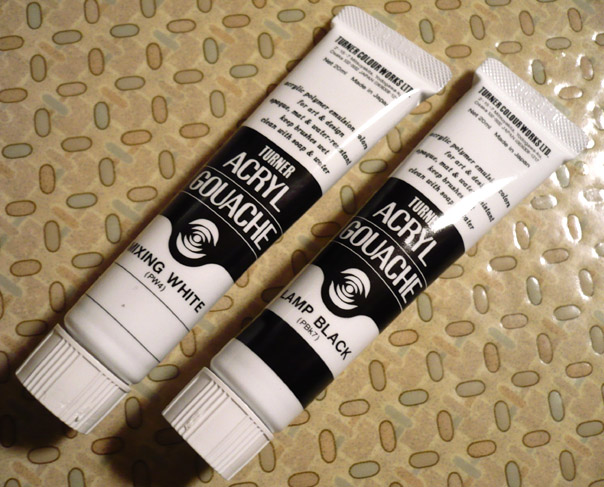 TURNER COLOUR WORKS LTD.
Net 20ml Made in Japan
acrylic polymer emulsion
for art & design
opaque, mat & water-resistant
keep brushes wet
clean with soap & water
TURNER
ACRYL
GOUACHE
MIXING WHITE
(PW4)
TURNER COLOUR WORKS LTD.
Net 20ml Made in Japan
acrylic polymer emulsion
for art & design
opaque, mat & water-resistant
keep brushes wet
clean with soap & water
TURNER
ACRYL
GOUACHE
LAMP BLACK
(PBk7)